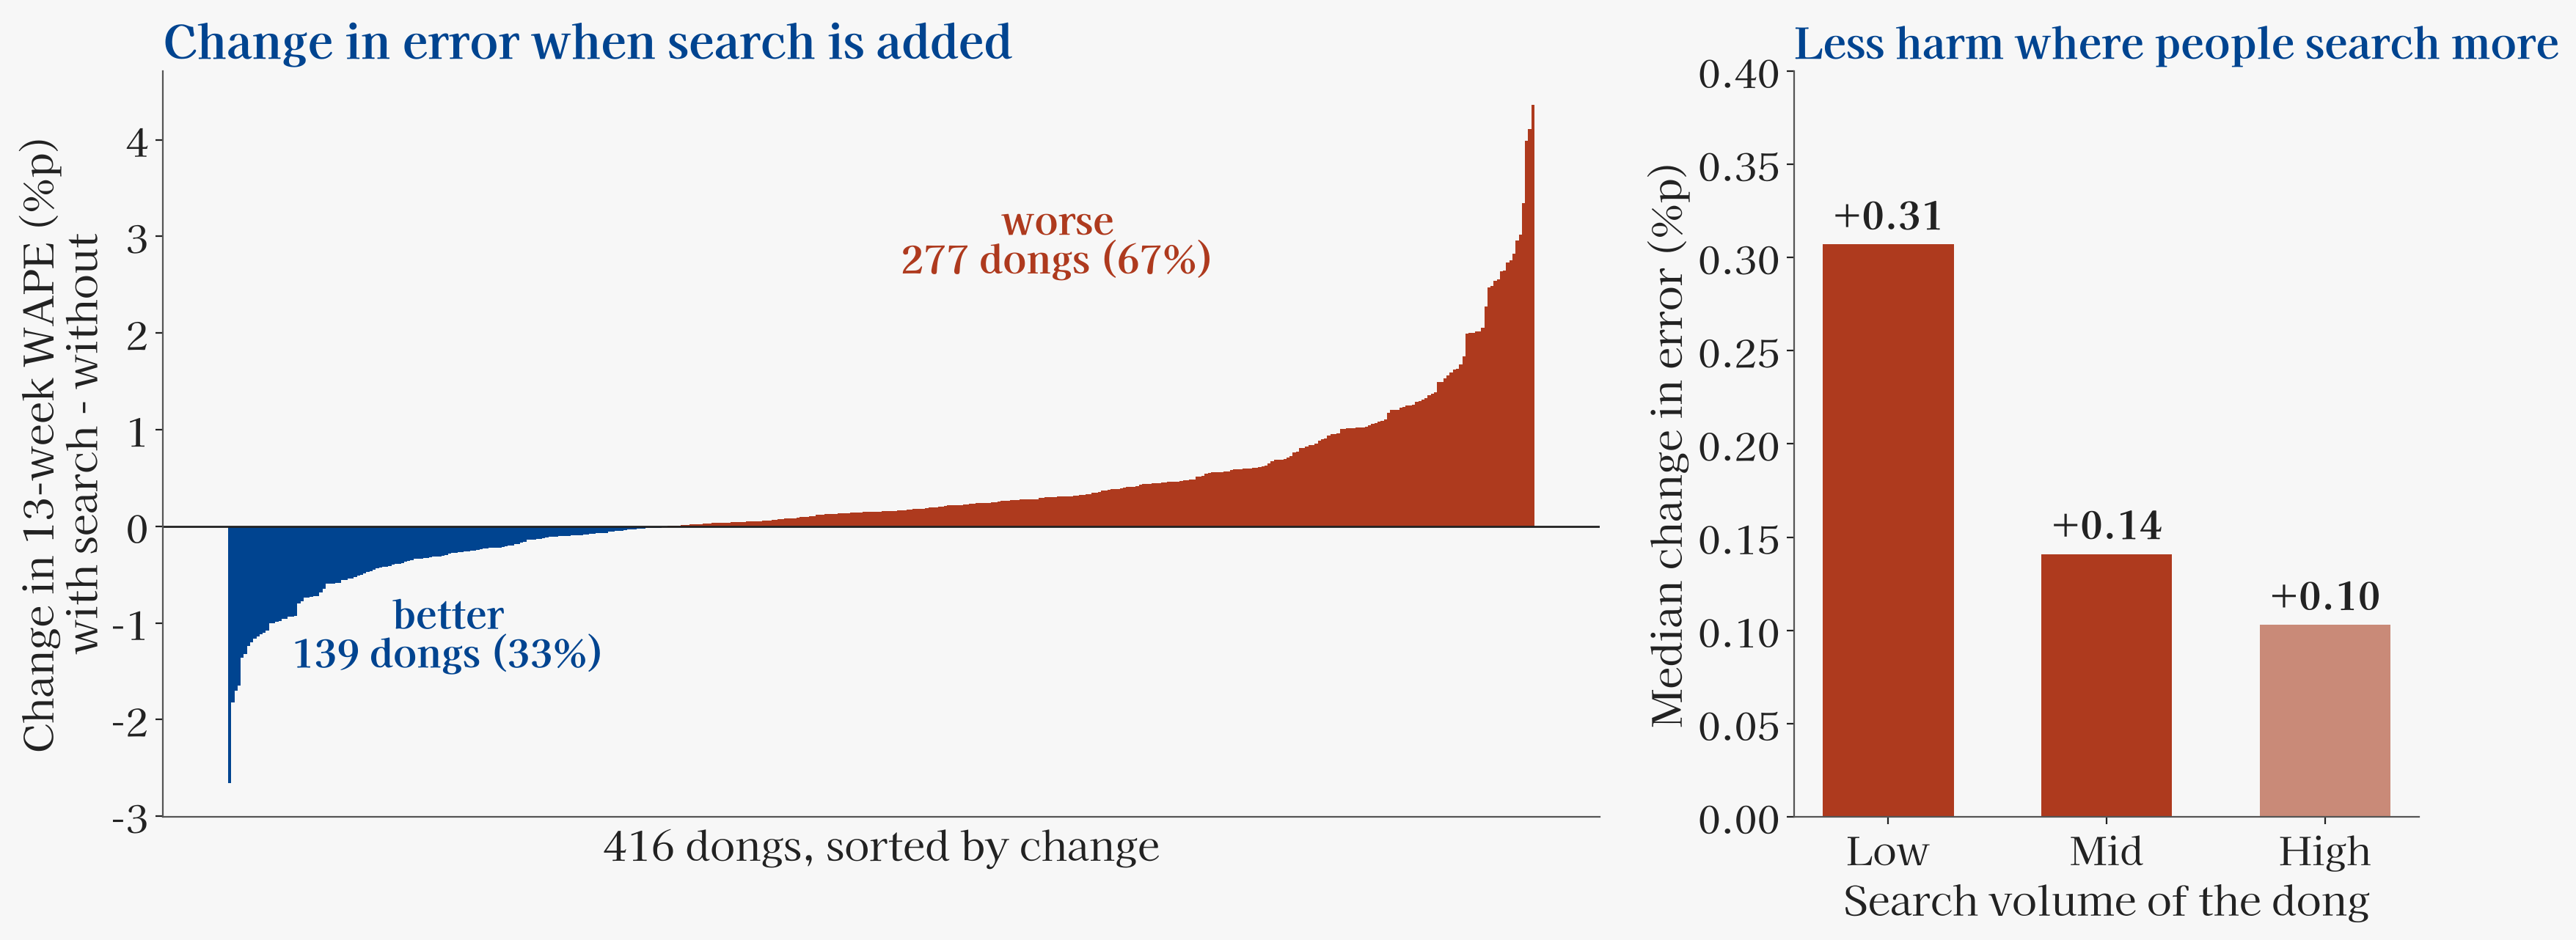 Change in error when search is added
Change in 13-week WAPE (%p)
with search - without
4
3
2
1
0
-1
-2
-3
worse
277 dongs (67%)
better
139 dongs (33%)
416 dongs, sorted by change
Less harm where people search more
Median change in error (%p)
0.40
0.35
0.30
0.25
0.20
0.15
0.10
0.05
0.00
+0.31
+0.14
+0.10
Low
Mid
High
Search volume of the dong